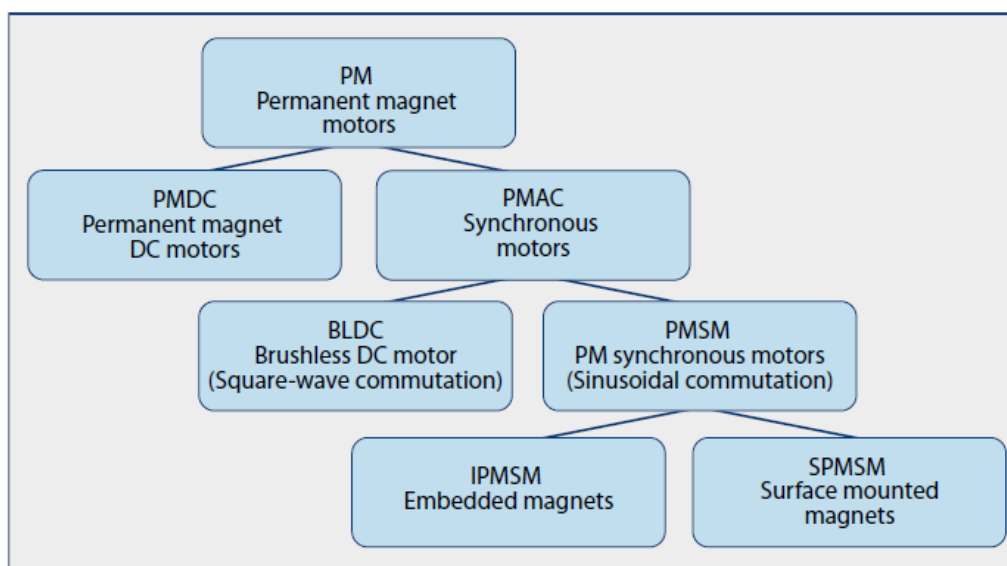 PM
Permanent magnet
motors
PMDC
Permanent magnet
DC motors
PMAC
Synchronous
motors
BLDC
Brushless DC motor
(Square-wave commutation)
PMSM
PM synchronous motors
(Sinusoidal commutation)
IPMSM
Embedded magnets
SPMSM
Surface mounted
magnets